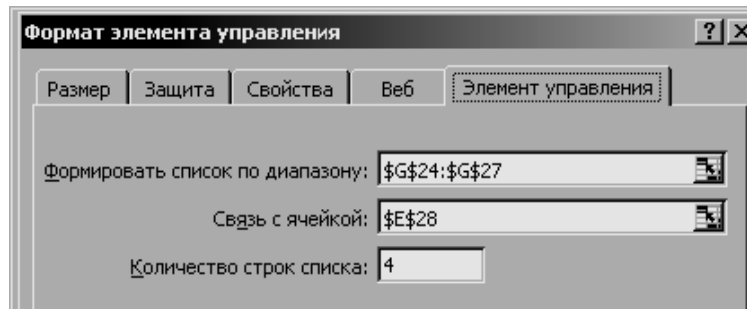 Формат элемента управления ? X
Размер Защита Свойства Веб Элемент управления
Формировать список по диапазону: $G$24:$G$27
Связь с ячейкой: $E$28
Количество строк списка: 4